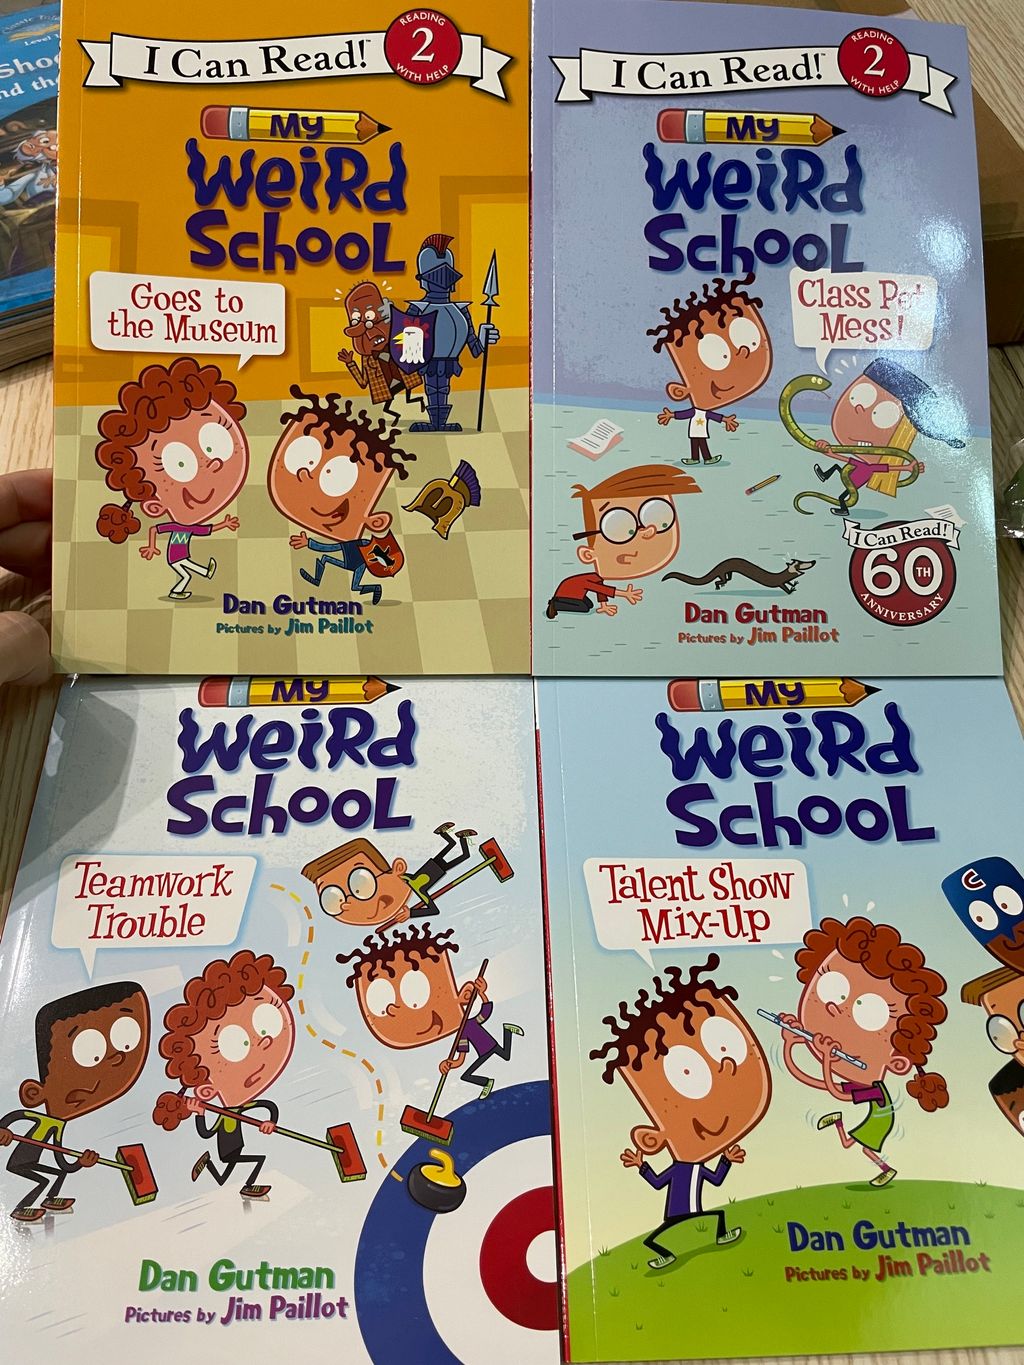 I Can Read!™
READING
2
WITH HELP
My
Weird
School
Goes to
the Museum
Dan Gutman
Pictures by Jim Paillot
I Can Read!™
READING
2
WITH HELP
My
Weird
School
Class Pet
Mess!
I Can Read!
60TH
ANNIVERSARY
Dan Gutman
Pictures by Jim Paillot
My
Weird
School
Teamwork
Trouble
Dan Gutman
Pictures by Jim Paillot
My
Weird
School
Talent Show
Mix-Up
Dan Gutman
Pictures by Jim Paillot